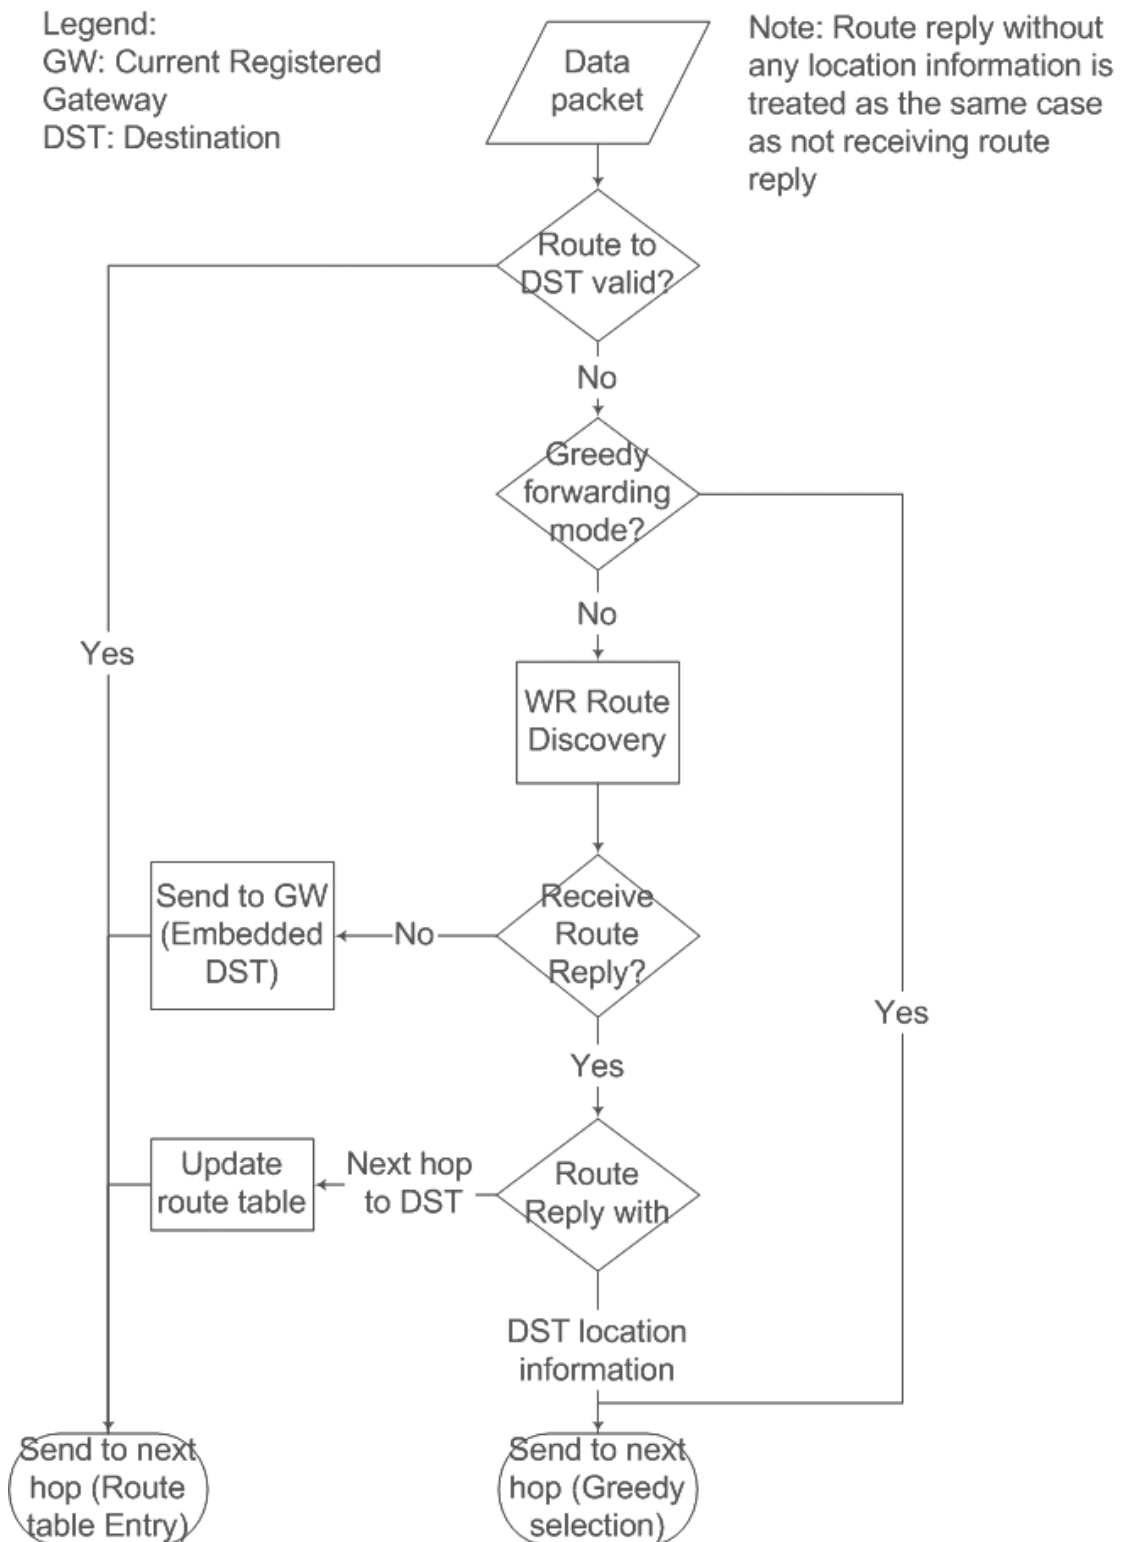 Legend:
GW: Current Registered
Gateway
DST: Destination
Data
packet
Note: Route reply without
any location information is
treated as the same case
as not receiving route
reply
Route to
DST valid?
No
Greedy
forwarding
mode?
No
Yes
WR Route
Discovery
Send to GW
(Embedded
DST)
No
Receive
Route
Reply?
Yes
Yes
Update
route table
Next hop
to DST
Route
Reply with
DST location
information
Send to next
hop (Route
table Entry)
Send to next
hop (Greedy
selection)